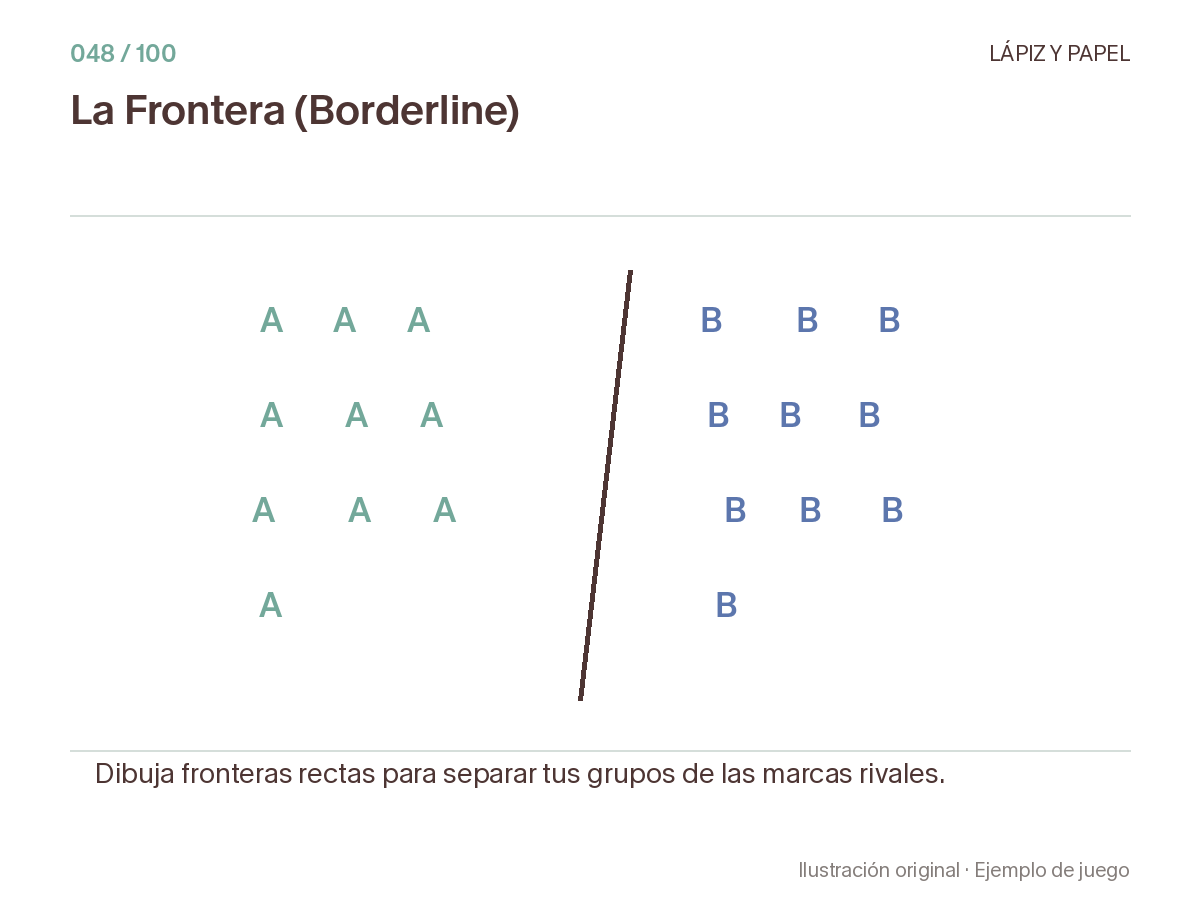 048 / 100
LÁPIZ Y PAPEL
La Frontera (Borderline)
A A A B B B
A A A B B B
A A A B B B
A B
Dibuja fronteras rectas para separar tus grupos de las marcas rivales.
Ilustración original · Ejemplo de juego